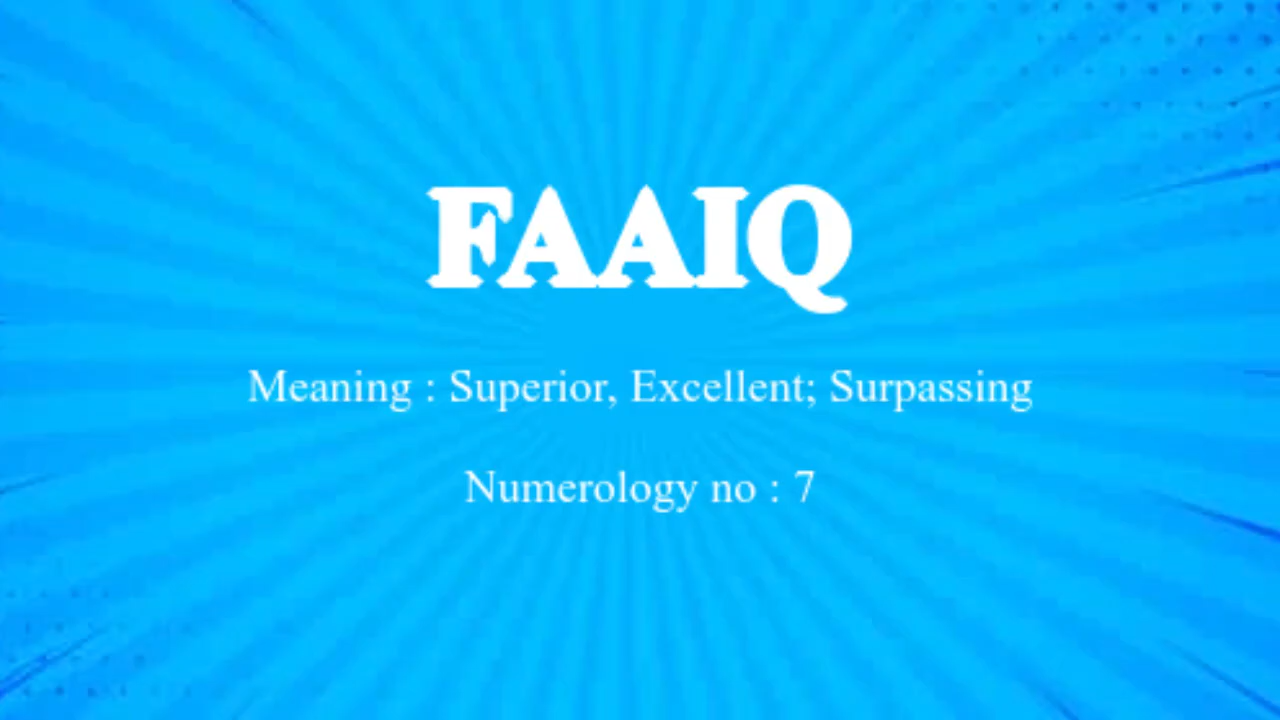 FAAIQ
Meaning : Superior, Excellent; Surpassing
Numerology no : 7